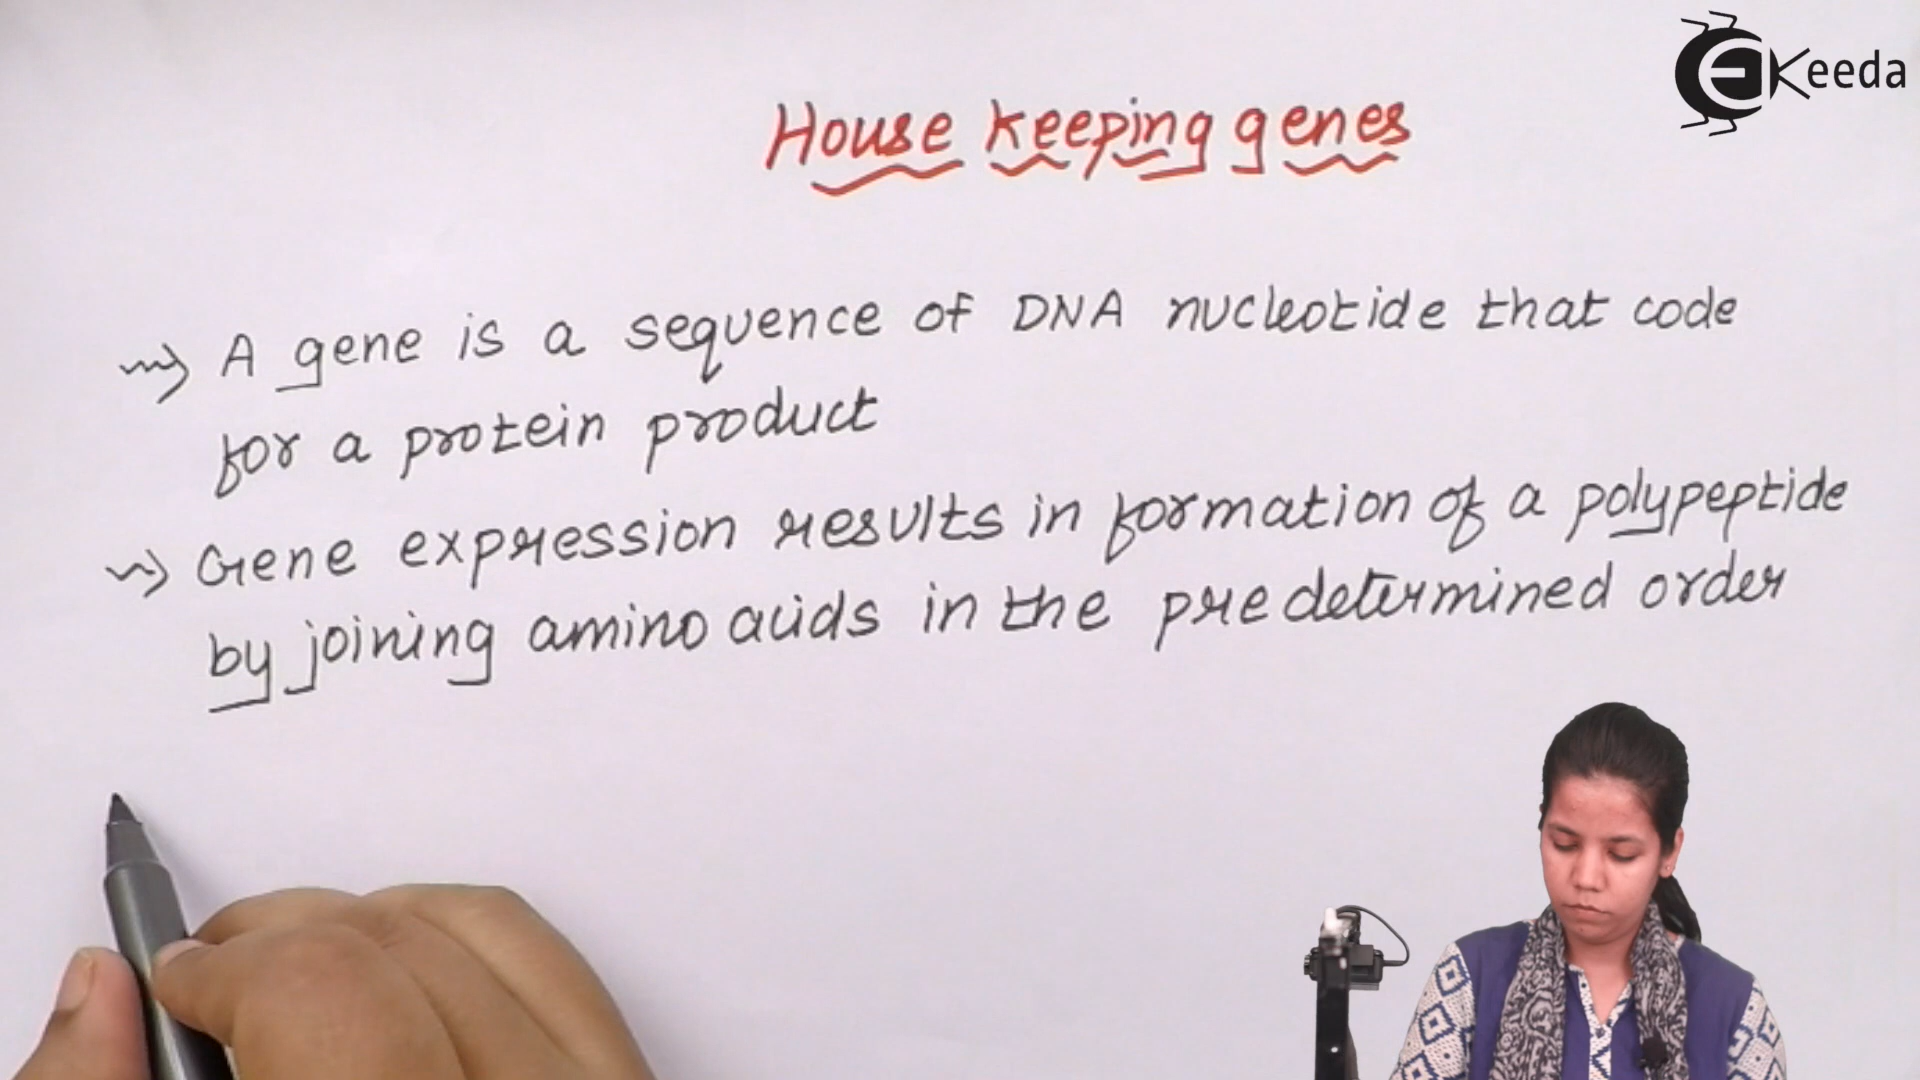 EKeeda
House keeping genes
A gene is a sequence of DNA nucleotide that code
for a protein product
Gene expression results in formation of a polypeptide
by joining amino acids in the predetermined order